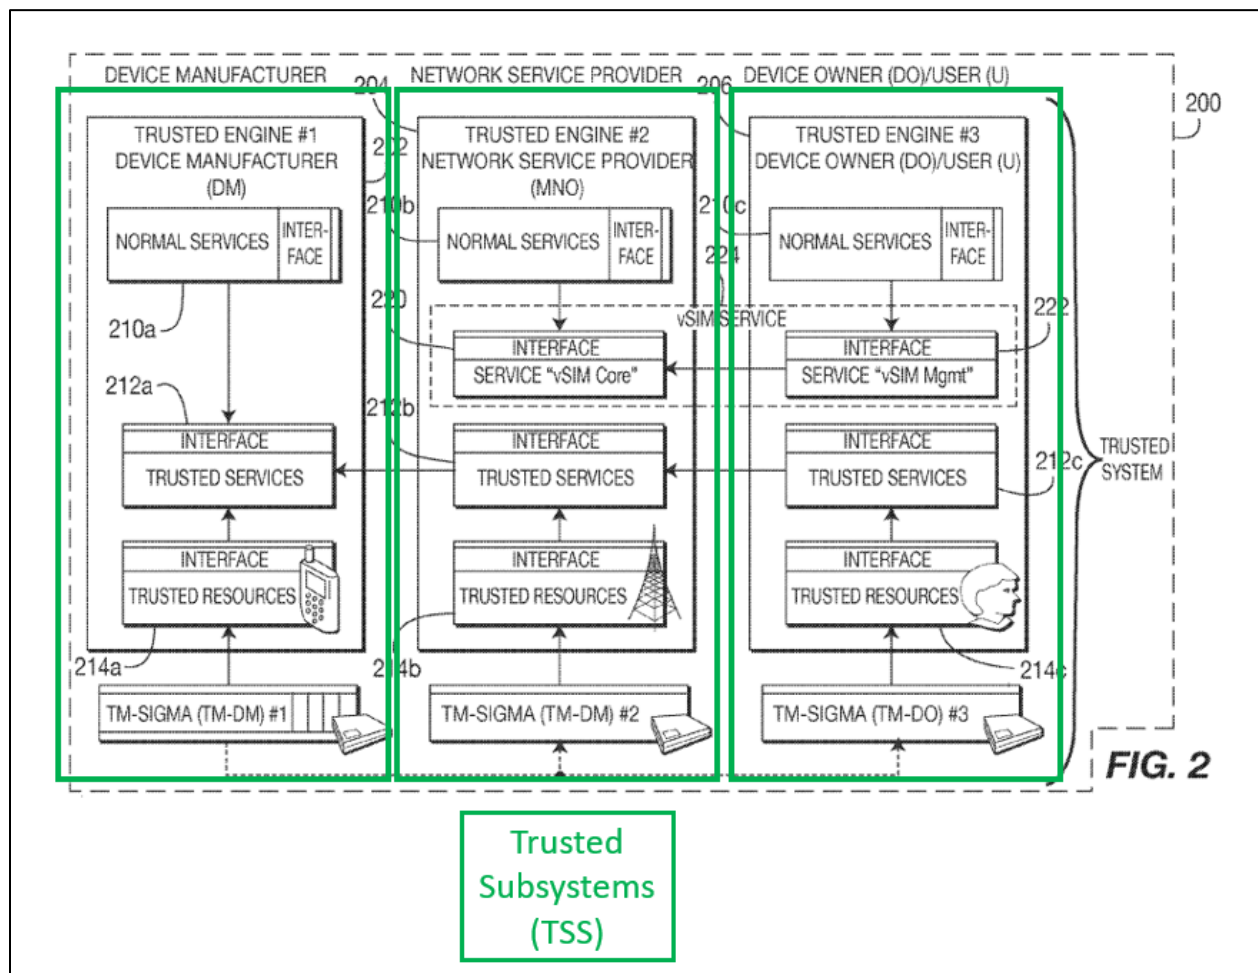 DEVICE MANUFACTURER
NETWORK SERVICE PROVIDER
DEVICE OWNER (DO)/USER (U)
204
206
200
TRUSTED ENGINE #1
DEVICE MANUFACTURER
(DM)
202
NORMAL SERVICES
INTER-
FACE
210a
212a
INTERFACE
TRUSTED SERVICES
INTERFACE
TRUSTED RESOURCES
214a
TM-SIGMA (TM-DM) #1
TRUSTED ENGINE #2
NETWORK SERVICE PROVIDER
(MNO)
210b
NORMAL SERVICES
INTER-
FACE
220
vSIM SERVICE
INTERFACE
SERVICE "vSIM Core"
212b
INTERFACE
TRUSTED SERVICES
INTERFACE
TRUSTED RESOURCES
214b
TM-SIGMA (TM-DM) #2
TRUSTED ENGINE #3
DEVICE OWNER (DO)/USER (U)
210c
224
NORMAL SERVICES
INTER-
FACE
222
INTERFACE
SERVICE "vSIM Mgmt"
INTERFACE
TRUSTED SERVICES
212c
INTERFACE
TRUSTED RESOURCES
214c
TM-SIGMA (TM-DO) #3
TRUSTED
SYSTEM
FIG. 2
Trusted
Subsystems
(TSS)